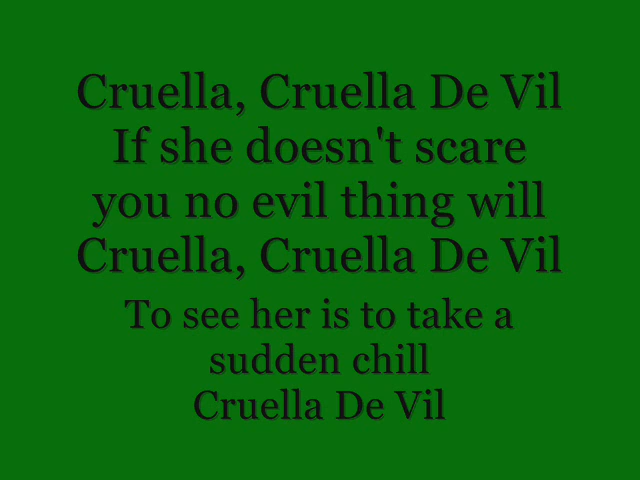 Cruella, Cruella De Vil
If she doesn't scare
you no evil thing will
Cruella, Cruella De Vil
To see her is to take a
sudden chill
Cruella De Vil